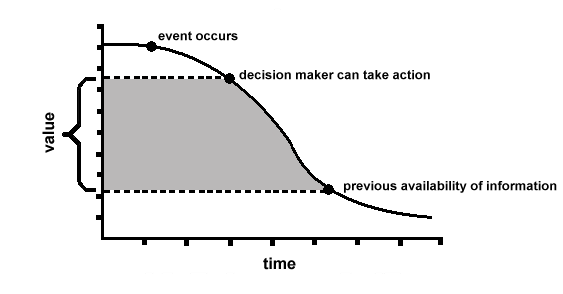 event occurs
decision maker can take action
value
previous availability of information
time